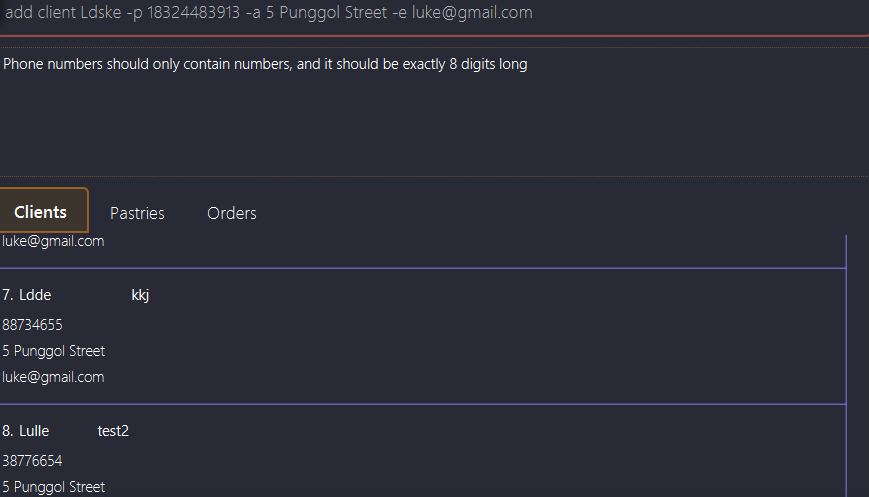 add client Ldske -p 18324483913 -a 5 Punggol Street -e luke@gmail.com
Phone numbers should only contain numbers, and it should be exactly 8 digits long
Clients Pastries Orders
luke@gmail.com
7. Ldde kkj
88734655
5 Punggol Street
luke@gmail.com
8. Lulle test2
38776654
5 Punggol Street